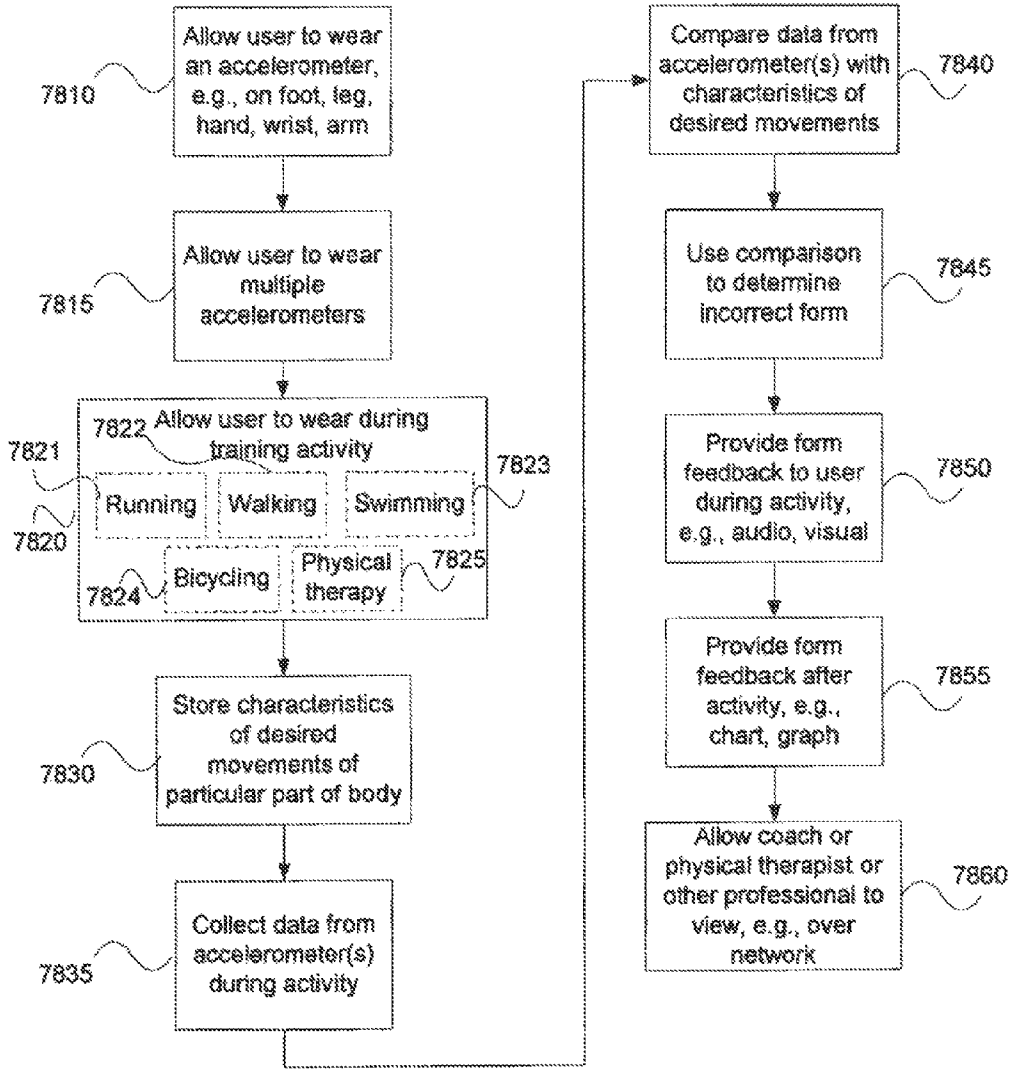 Allow user to wear
an accelerometer,
e.g., on foot, leg,
hand, wrist, arm
7810
Allow user to wear
multiple
accelerometers
7815
Allow user to wear during
training activity
7822
7821
7823
Running
Walking
Swimming
7820
Bicycling
Physical
therapy
7825
7824
Store characteristics
of desired
movements of
particular part of body
7830
Collect data from
accelerometer(s)
during activity
7835
Compare data from
accelerometer(s) with
characteristics of
desired movements
7840
Use comparison
to determine
incorrect form
7845
Provide form
feedback to user
during activity,
e.g., audio, visual
7850
Provide form
feedback after
activity, e.g.,
chart, graph
7855
Allow coach or
physical therapist or
other professional to
view, e.g., over
network
7860